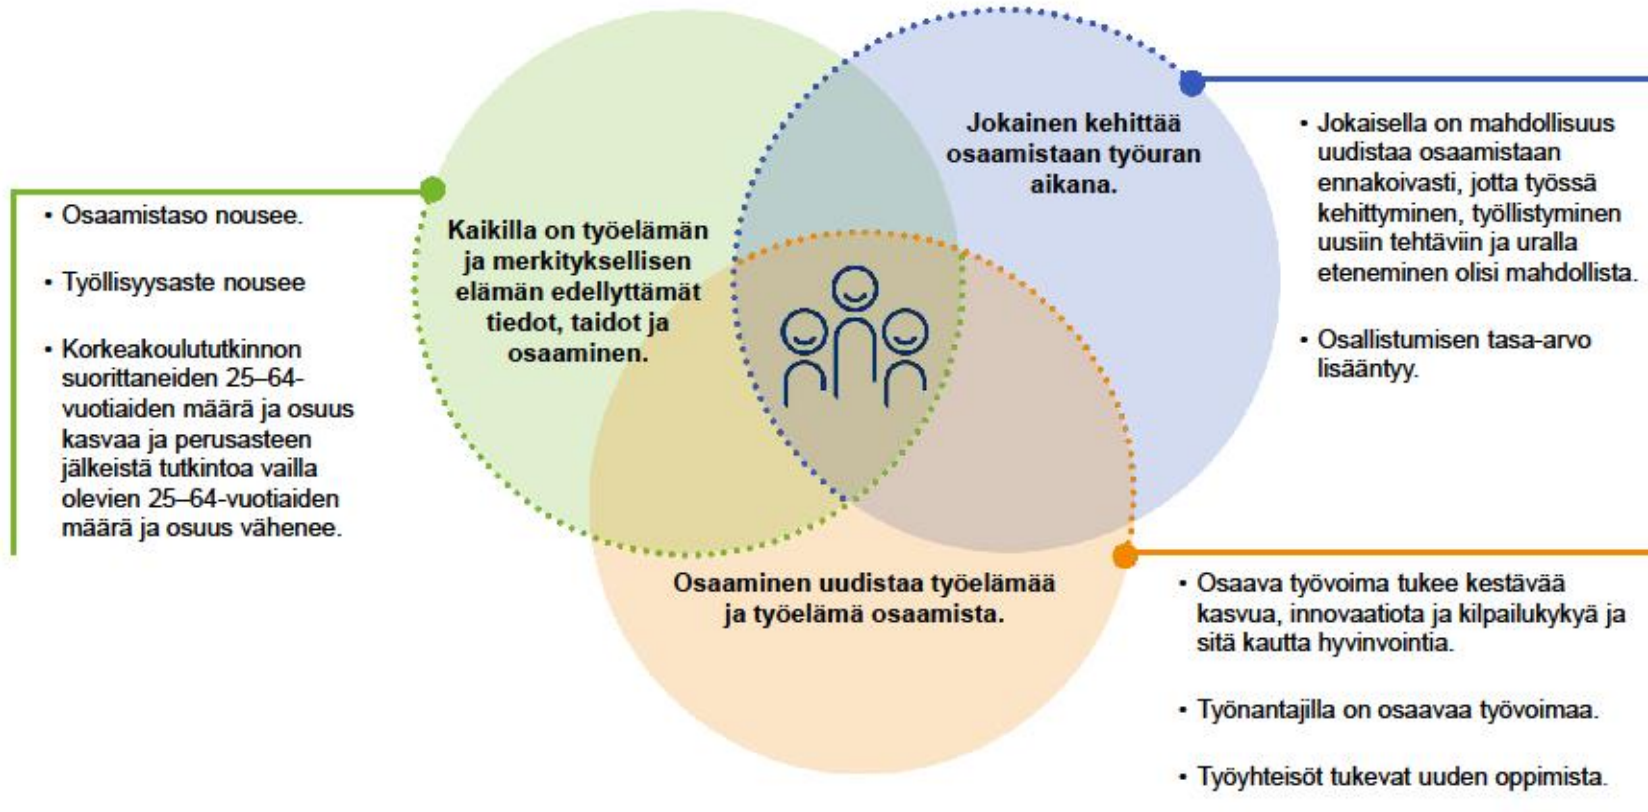 • Osaamistaso nousee.
• Työllisyysaste nousee
• Korkeakoulututkinnon
suorittaneiden 25–64-
vuotiaiden määrä ja osuus
kasvaa ja perusasteen
jälkeistä tutkintoa vailla
olevien 25–64-vuotiaiden
määrä ja osuus vähenee.
Kaikilla on työelämän
ja merkityksellisen
elämän edellyttämät
tiedot, taidot ja
osaaminen.
Jokainen kehittää
osaamistaan työuran
aikana.
• Jokaisella on mahdollisuus
uudistaa osaamistaan
ennakoivasti, jotta työssä
kehittyminen, työllistyminen
uusiin tehtäviin ja uralla
eteneminen olisi mahdollista.
• Osallistumisen tasa-arvo
lisääntyy.
Osaaminen uudistaa työelämää
ja työelämä osaamista.
• Osaava työvoima tukee kestävää
kasvua, innovaatiota ja kilpailukykyä ja
sitä kautta hyvinvointia.
• Työnantajilla on osaavaa työvoimaa.
• Työyhteisöt tukevat uuden oppimista.